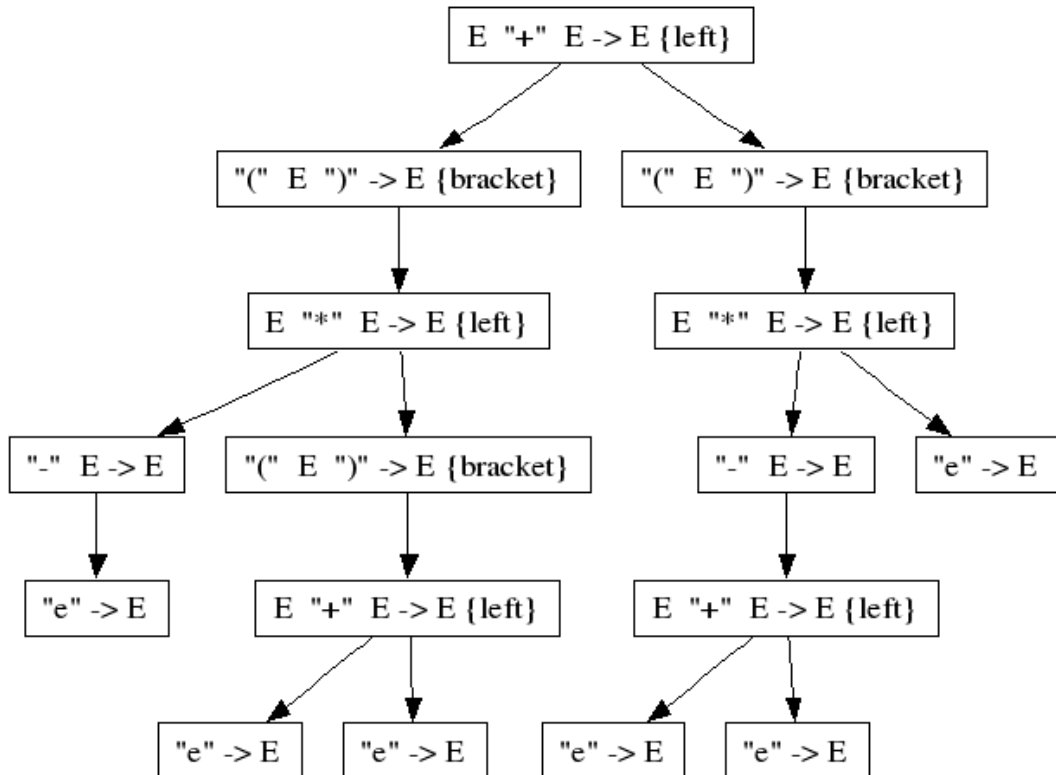 E "+" E -> E {left}
"(" E ")" -> E {bracket}
"(" E ")" -> E {bracket}
E "*" E -> E {left}
E "*" E -> E {left}
"-" E -> E
"(" E ")" -> E {bracket}
"-" E -> E
"e" -> E
"e" -> E
E "+" E -> E {left}
E "+" E -> E {left}
"e" -> E
"e" -> E
"e" -> E
"e" -> E